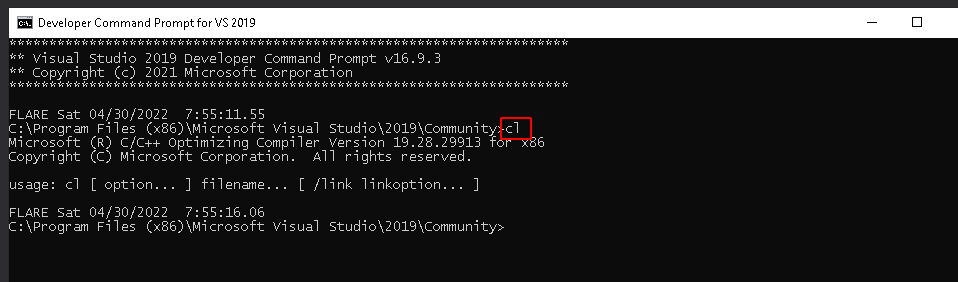 Developer Command Prompt for VS 2019
**********************************************************************
** Visual Studio 2019 Developer Command Prompt v16.9.3
** Copyright (c) 2021 Microsoft Corporation
**********************************************************************
FLARE Sat 04/30/2022  7:55:11.55
C:\Program Files (x86)\Microsoft Visual Studio\2019\Community>cl
Microsoft (R) C/C++ Optimizing Compiler Version 19.28.29913 for x86
Copyright (C) Microsoft Corporation.  All rights reserved.
usage: cl [ option... ] filename... [ /link linkoption... ]
FLARE Sat 04/30/2022  7:55:16.06
C:\Program Files (x86)\Microsoft Visual Studio\2019\Community>